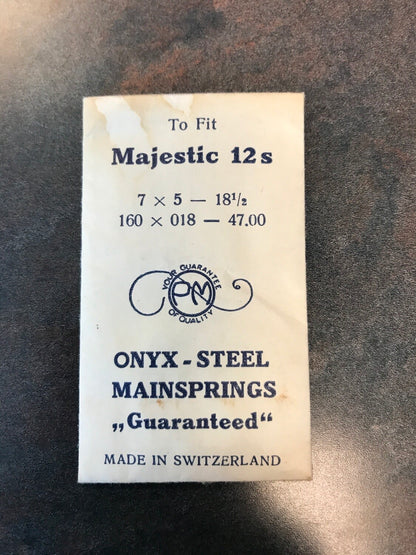 To Fit
Majestic 12s
7 × 5 — 18½
160 × 018 — 47.00
YOUR GUARANTEE
PM
OF QUALITY
ONYX-STEEL
MAINSPRINGS
„Guaranteed“
MADE IN SWITZERLAND